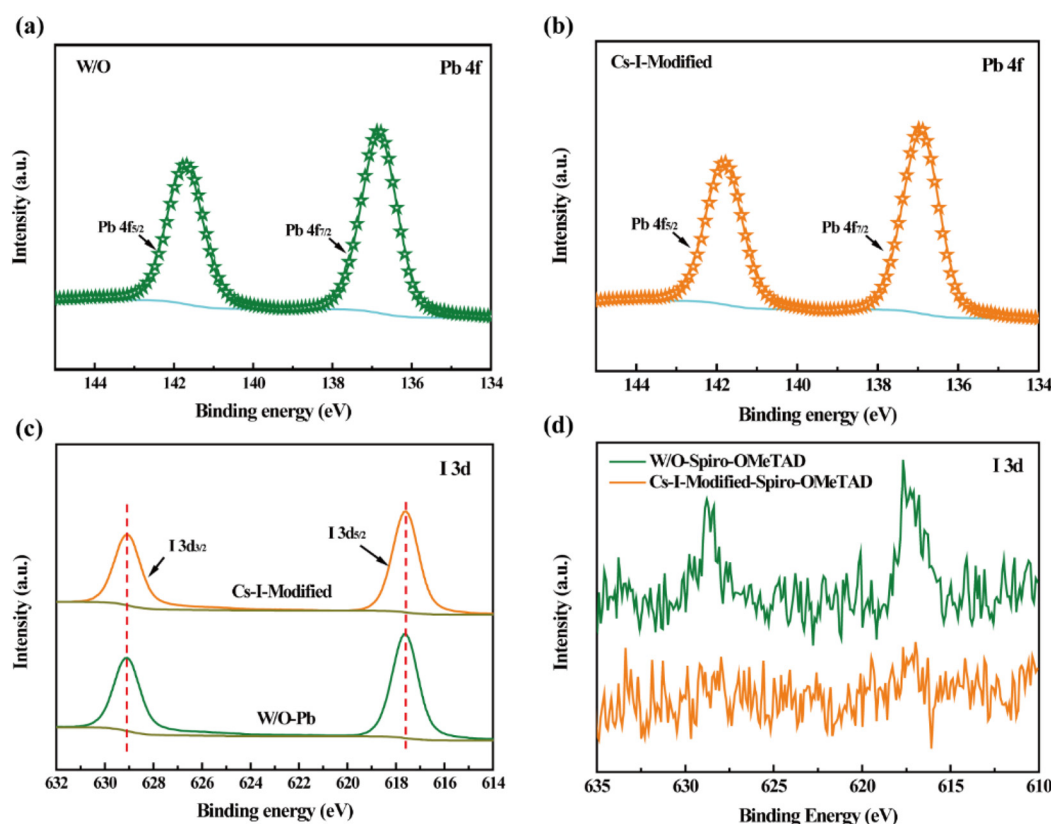 (a)
W/O
Pb 4f
Pb 4f5/2
Pb 4f7/2
Intensity (a.u.)
144 142 140 138 136 134
Binding energy (eV)
(b)
Cs-I-Modified
Pb 4f
Pb 4f5/2
Pb 4f7/2
Intensity (a.u.)
144 142 140 138 136 134
Binding energy (eV)
(c)
I 3d
I 3d3/2
I 3d5/2
Cs-I-Modified
W/O-Pb
Intensity (a.u.)
632 630 628 626 624 622 620 618 616 614
Binding energy (eV)
(d)
W/O-Spiro-OMeTAD
Cs-I-Modified-Spiro-OMeTAD
I 3d
Intensity (a.u.)
635 630 625 620 615 610
Binding Energy (eV)